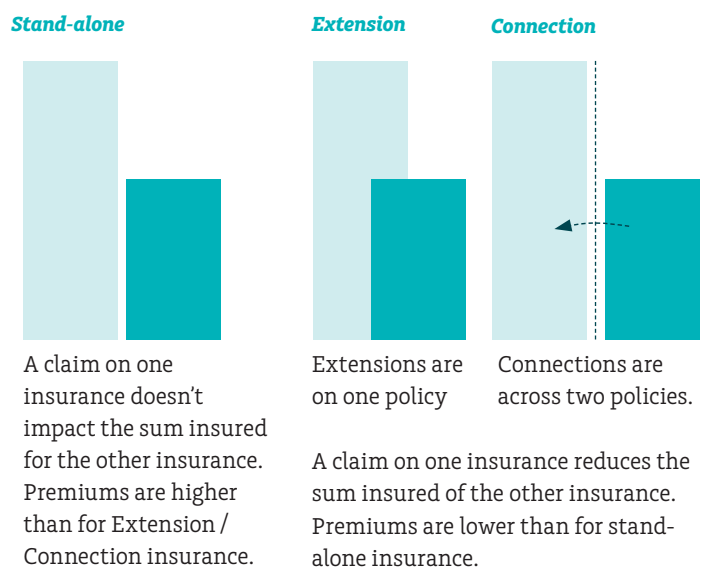 Stand-alone
Extension
Connection
A claim on one
insurance doesn't
impact the sum insured
for the other insurance.
Premiums are higher
than for Extension /
Connection insurance.
Extensions are
on one policy
Connections are
across two policies.
A claim on one insurance reduces the
sum insured of the other insurance.
Premiums are lower than for stand-
alone insurance.